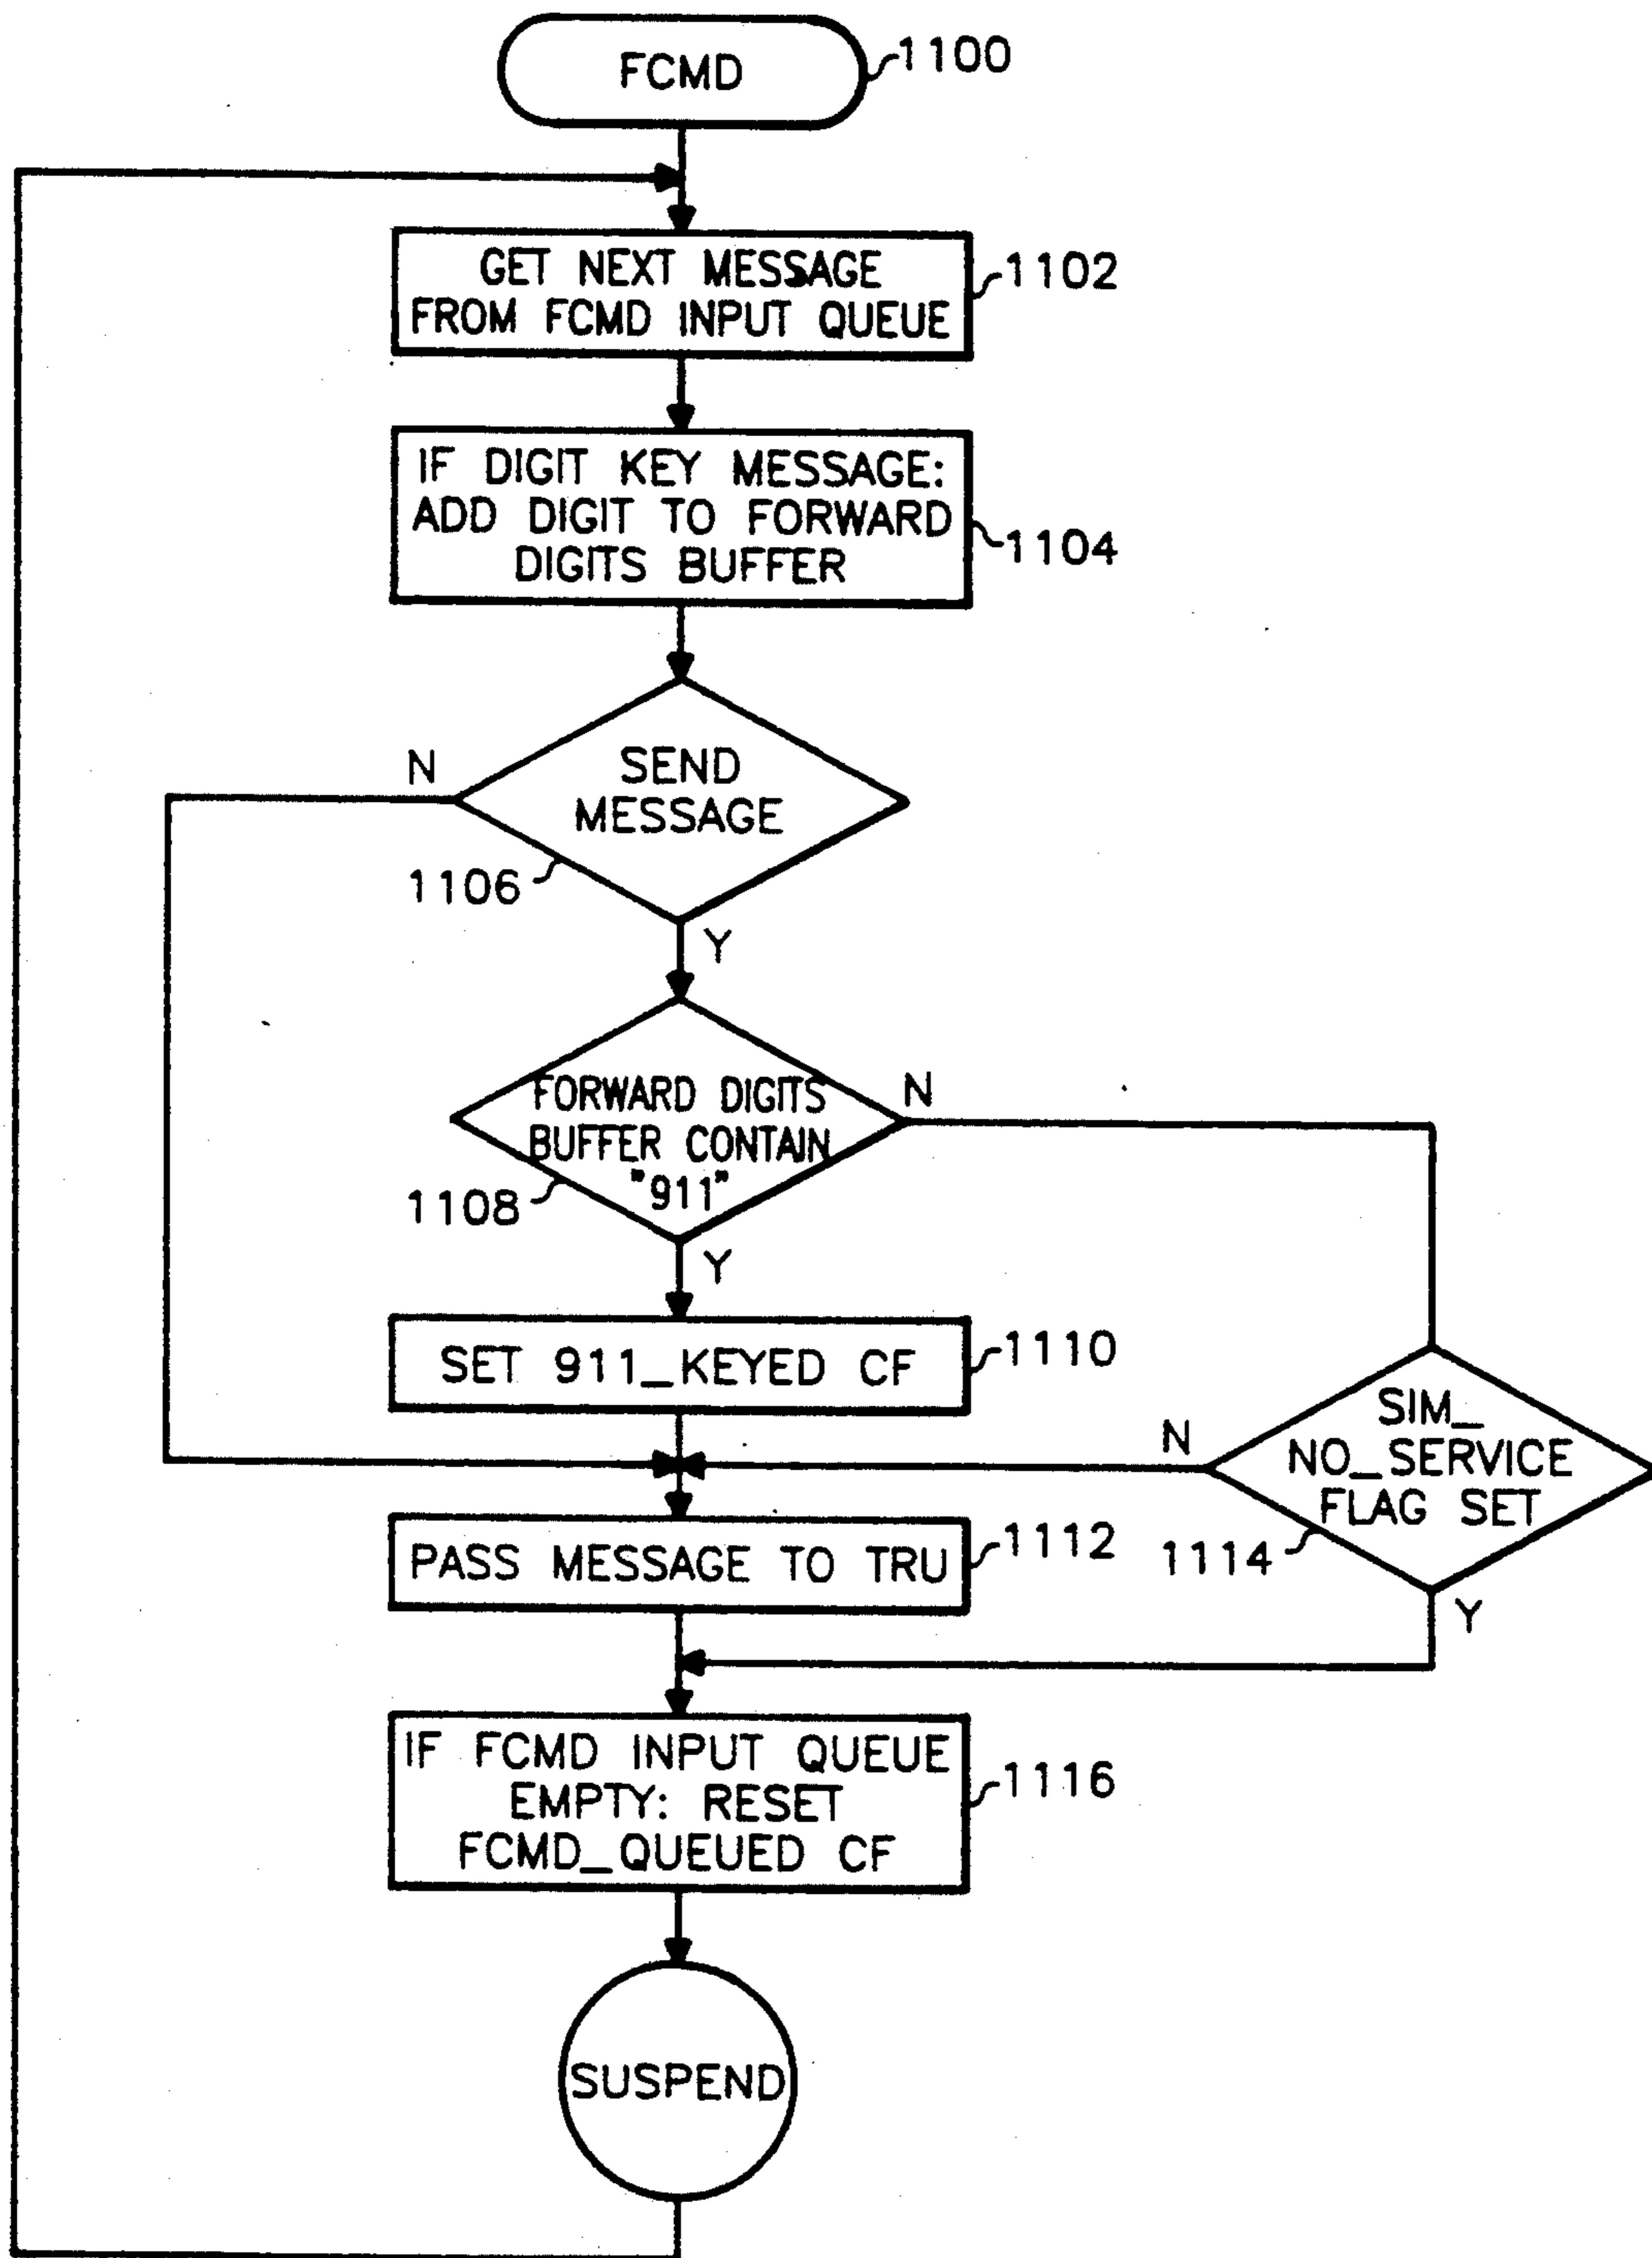 FCMD
1100
GET NEXT MESSAGE
FROM FCMD INPUT QUEUE
1102
IF DIGIT KEY MESSAGE:
ADD DIGIT TO FORWARD
DIGITS BUFFER
1104
N
SEND
MESSAGE
1106
Y
FORWARD DIGITS
BUFFER CONTAIN
"911"
N
1108
Y
SET 911_KEYED CF
1110
SIM_
NO_SERVICE
FLAG SET
N
1114
Y
PASS MESSAGE TO TRU
1112
IF FCMD INPUT QUEUE
EMPTY: RESET
FCMD_QUEUED CF
1116
SUSPEND